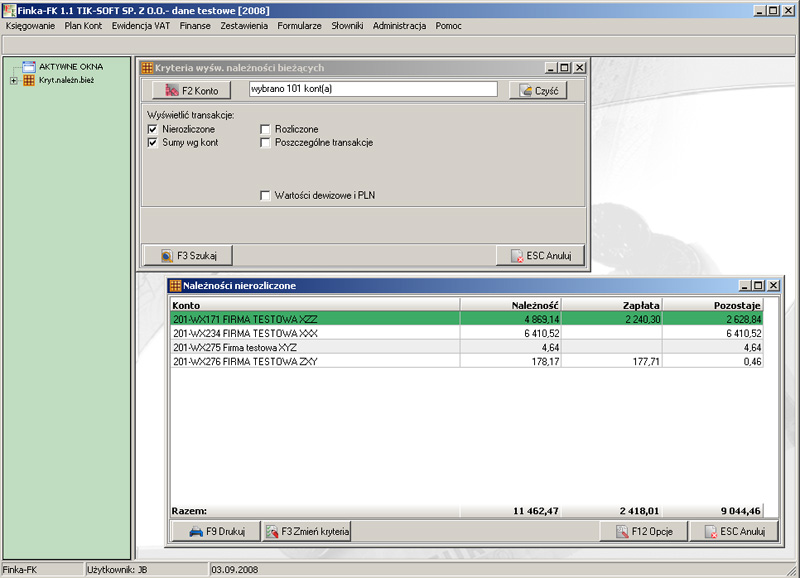 Finka-FK 1.1 TIK-SOFT SP. Z O.O.- dane testowe [2008]
Księgowanie Plan Kont Ewidencja VAT Finanse Zestawienia Formularze Słowniki Administracja Pomoc
AKTYWNE OKNA
Kryt.należn.bież
Kryteria wyśw. należności bieżących
F2 Konto wybrano 101 kont(a) Czyść
Wyświetlić transakcje:
Nierozliczone Rozliczone
Sumy wg kont Poszczególne transakcje
Wartości dewizowe i PLN
F3 Szukaj ESC Anuluj
Należności nierozliczone
Konto Należność Zapłata Pozostaje
201-WX171 FIRMA TESTOWA XZZ 4 869,14 2 240,30 2 628,84
201-WX234 FIRMA TESTOWA XXX 6 410,52 6 410,52
201-WX275 Firma testowa XYZ 4,64 4,64
201-WX276 FIRMA TESTOWA ZXY 178,17 177,71 0,46
Razem: 11 462,47 2 418,01 9 044,46
F9 Drukuj F3 Zmień kryteria F12 Opcje ESC Anuluj
Finka-FK Użytkownik: JB 03.09.2008